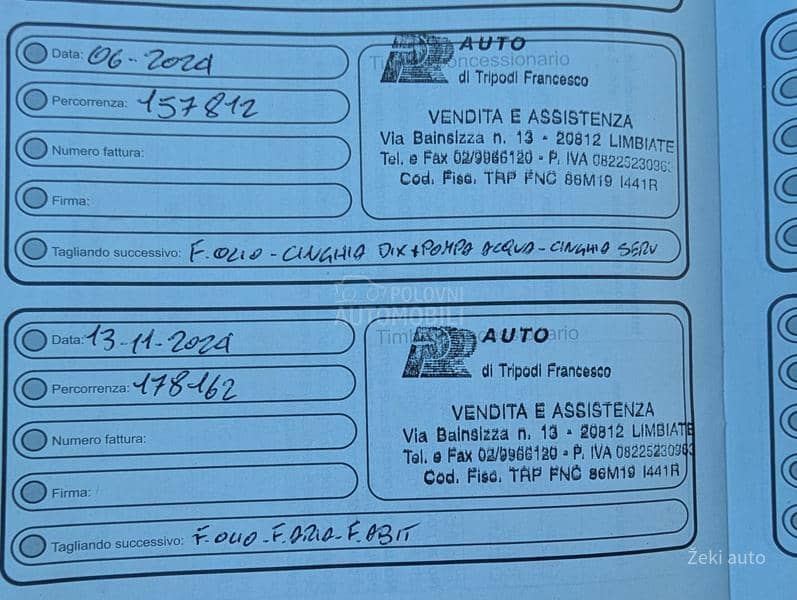 Data: 06-2024
Percorrenza: 157812
Numero fattura:
Firma:
Tagliando successivo: F.OLIO - CINGHIA DIX + POMPA ACQUA - CINGHIA SERV
AUTO
oncessionario
di Tripodi Francesco
VENDITA E ASSISTENZA
Via Bainsizza n. 13 - 20812 LIMBIATE
Tel. e Fax 02/9966120 - P. IVA 0822523096
Cod. Fisc. TRP FNC 86M19 I441R
POLOVNI
AUTOMOBILI
Data: 13-11-2024
Percorrenza: 178162
Numero fattura:
Firma:
Tagliando successivo: F.OLIO - F.ARIA - F.ABIT
AUTO
di Tripodi Francesco
VENDITA E ASSISTENZA
Via Bainsizza n. 13 - 20812 LIMBIATE
Tel. e Fax 02/9966120 - P. IVA 08225230963
Cod. Fisc. TRP FNC 86M19 I441R
Žeki auto